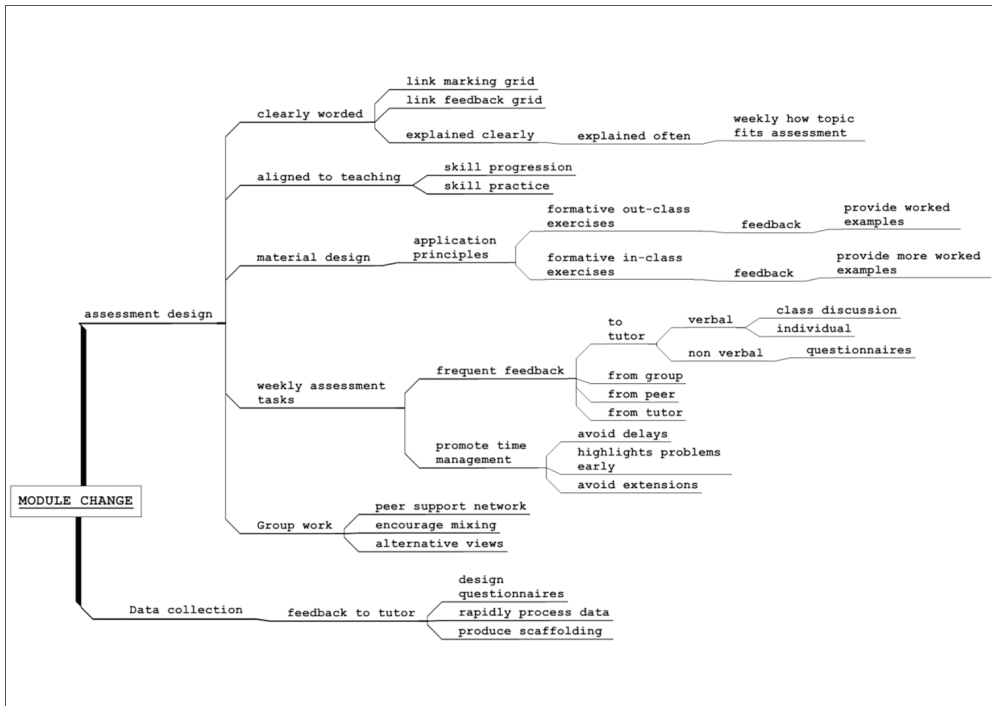 link marking grid
link feedback grid
clearly worded
explained clearly
explained often
weekly how topic
fits assessment
aligned to teaching
skill progression
skill practice
material design
application
principles
formative out-class
exercises
feedback
provide worked
examples
formative in-class
exercises
feedback
provide more worked
examples
assessment design
weekly assessment
tasks
frequent feedback
to
tutor
verbal
class discussion
individual
non verbal
questionnaires
from group
from peer
from tutor
promote time
management
avoid delays
highlights problems
early
avoid extensions
MODULE CHANGE
Group work
peer support network
encourage mixing
alternative views
Data collection
feedback to tutor
design
questionnaires
rapidly process data
produce scaffolding